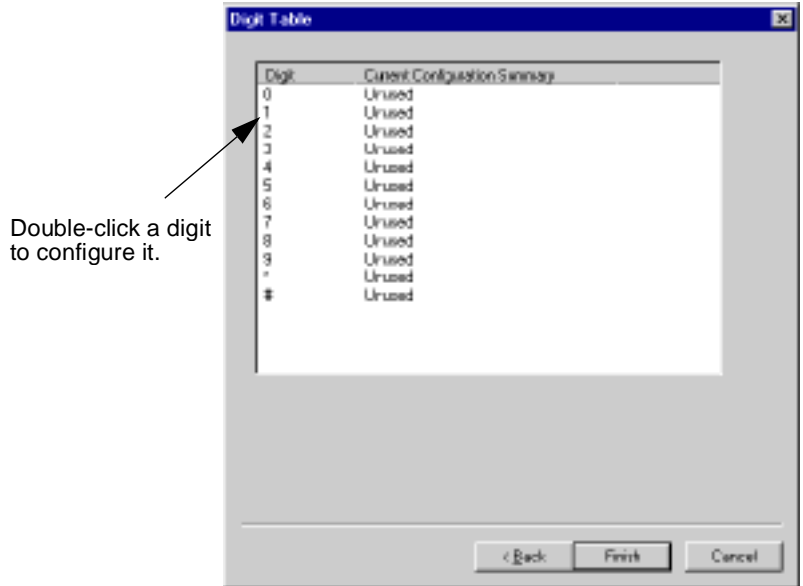 Digit Table
Digit Current Configuration Summary
0 Unused
1 Unused
2 Unused
3 Unused
4 Unused
5 Unused
6 Unused
7 Unused
8 Unused
9 Unused
* Unused
# Unused
Double-click a digit
to configure it.
< Back Finish Cancel